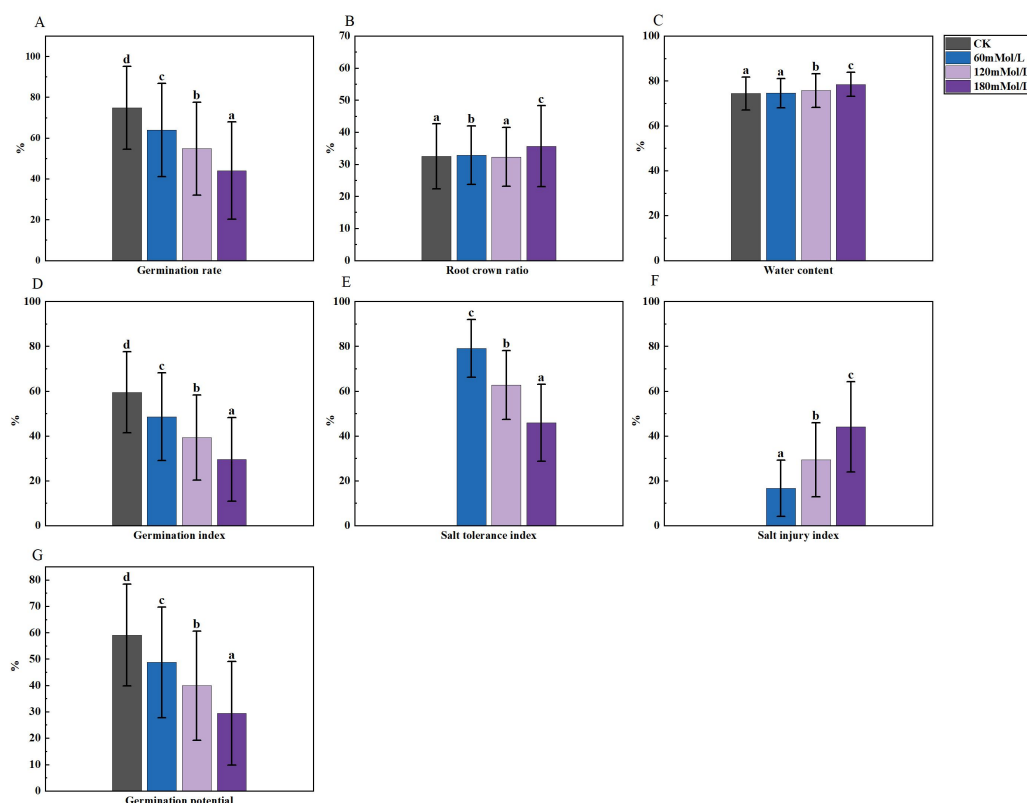 A
B
C
CK
60mMol/L
120mMol/L
180mMol/L
%
100
80
60
40
20
0
d
c
b
a
Germination rate
%
70
60
50
40
30
20
10
0
a
b
a
c
Root crown ratio
%
100
80
60
40
20
0
a
a
b
c
Water content
D
%
100
80
60
40
20
0
d
c
b
a
Germination index
E
%
100
80
60
40
20
0
c
b
a
Salt tolerance index
F
%
100
80
60
40
20
0
a
b
c
Salt injury index
G
%
80
70
60
50
40
30
20
10
0
d
c
b
a
Germination potential